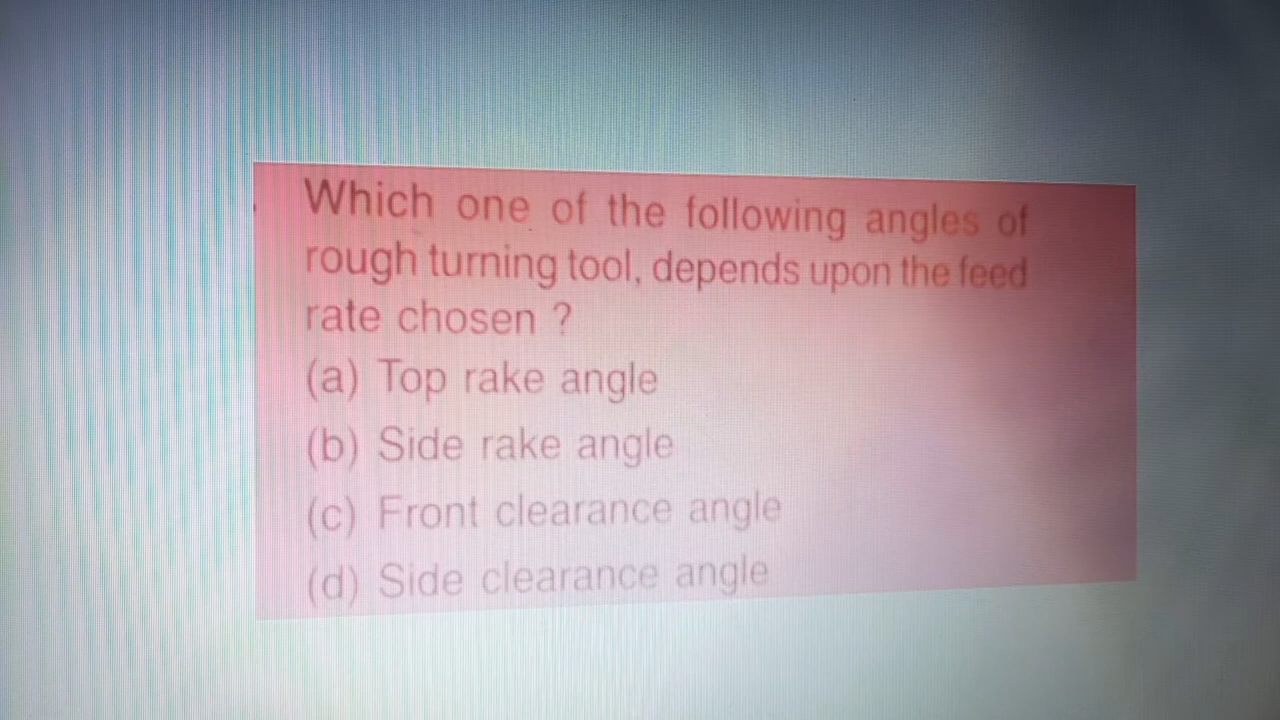 Which one of the following angles of
rough turning tool, depends upon the feed
rate chosen ?
(a) Top rake angle
(b) Side rake angle
(c) Front clearance angle
(d) Side clearance angle